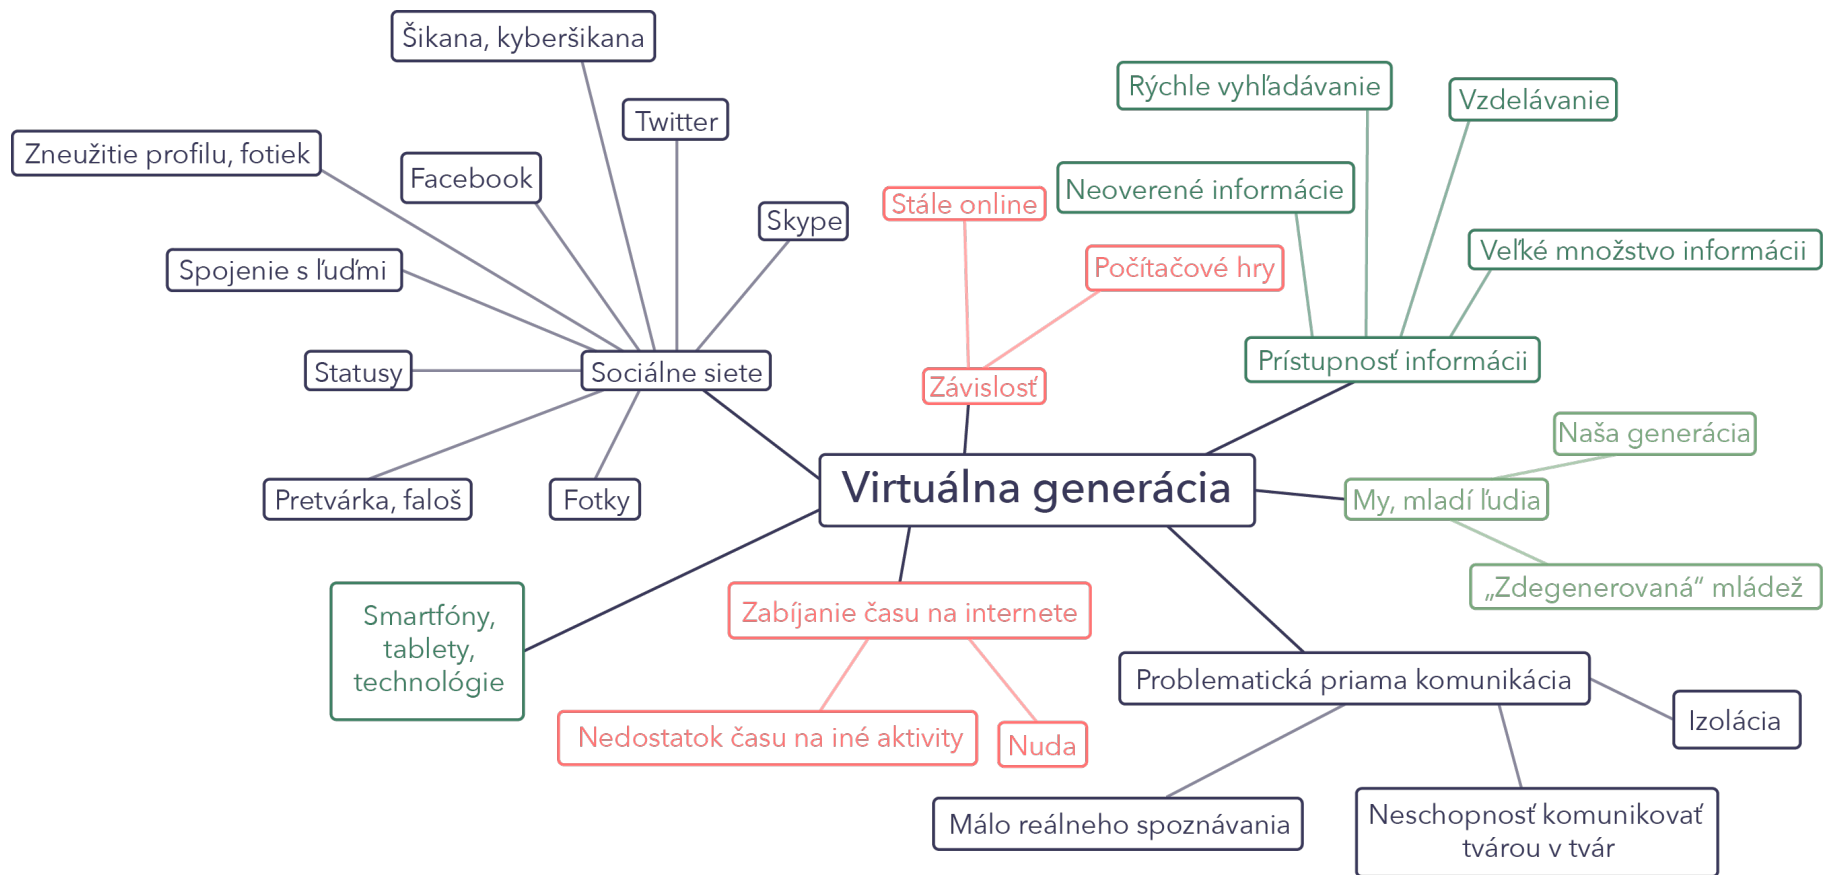 Šikana, kyberšikana
Twitter
Zneužitie profilu, fotiek
Facebook
Skype
Spojenie s ľuďmi
Statusy
Sociálne siete
Pretvárka, faloš
Fotky
Stále online
Počítačové hry
Závislosť
Rýchle vyhľadávanie
Vzdelávanie
Neoverené informácie
Veľké množstvo informácii
Prístupnosť informácii
Virtuálna generácia
Naša generácia
My, mladí ľudia
„Zdegenerovaná“ mládež
Smartfóny,
tablety,
technológie
Zabíjanie času na internete
Nedostatok času na iné aktivity
Nuda
Problematická priama komunikácia
Izolácia
Málo reálneho spoznávania
Neschopnosť komunikovať
tvárou v tvár